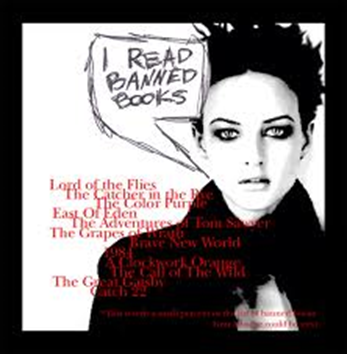 I READ
BANNED
BOOKS
Lord of the Flies
The Catcher in the Rye
The Color Purple
East Of Eden
The Adventures of Tom Sawyer
The Grapes of Wrath
Brave New World
1984
A Clockwork Orange
The Call of The Wild
The Great Gatsby
Catch 22